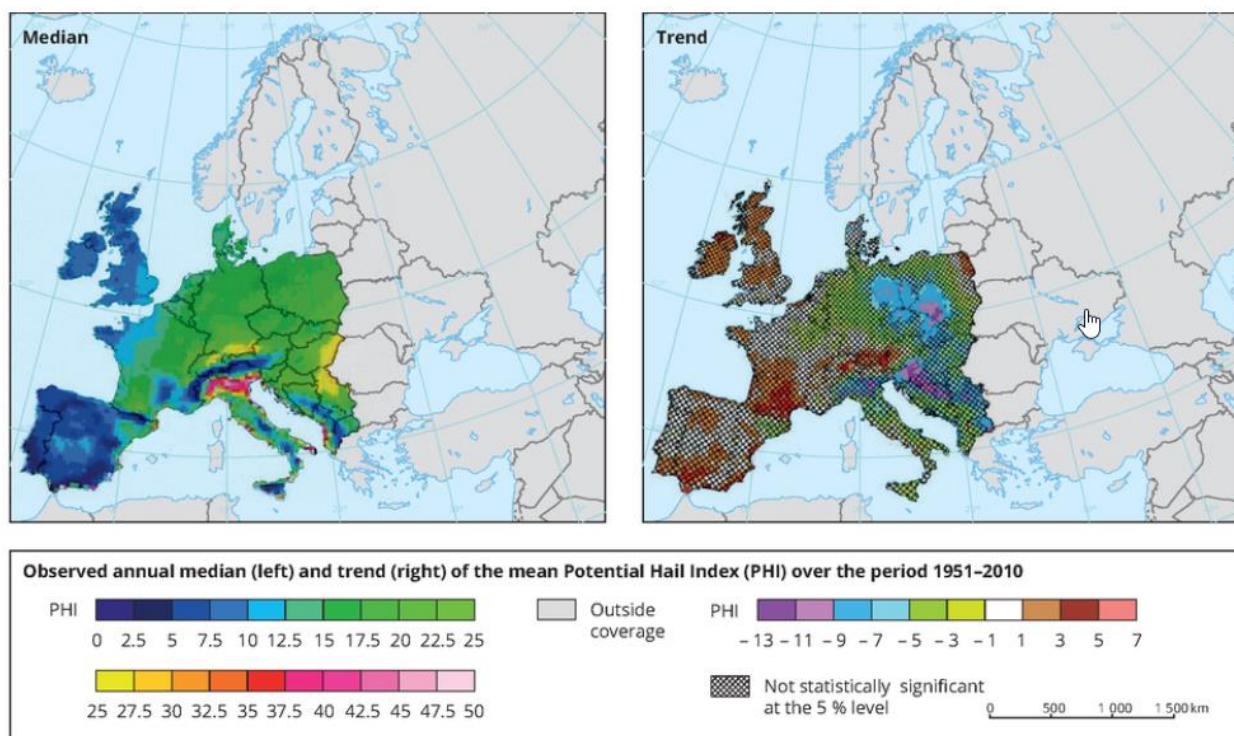 Median
Trend
Observed annual median (left) and trend (right) of the mean Potential Hail Index (PHI) over the period 1951–2010
PHI
0 2.5 5 7.5 10 12.5 15 17.5 20 22.5 25
25 27.5 30 32.5 35 37.5 40 42.5 45 47.5 50
Outside
coverage
PHI
– 13 – 11 – 9 – 7 – 5 – 3 – 1 1 3 5 7
Not statistically significant
at the 5 % level
0 500 1 000 1 500 km